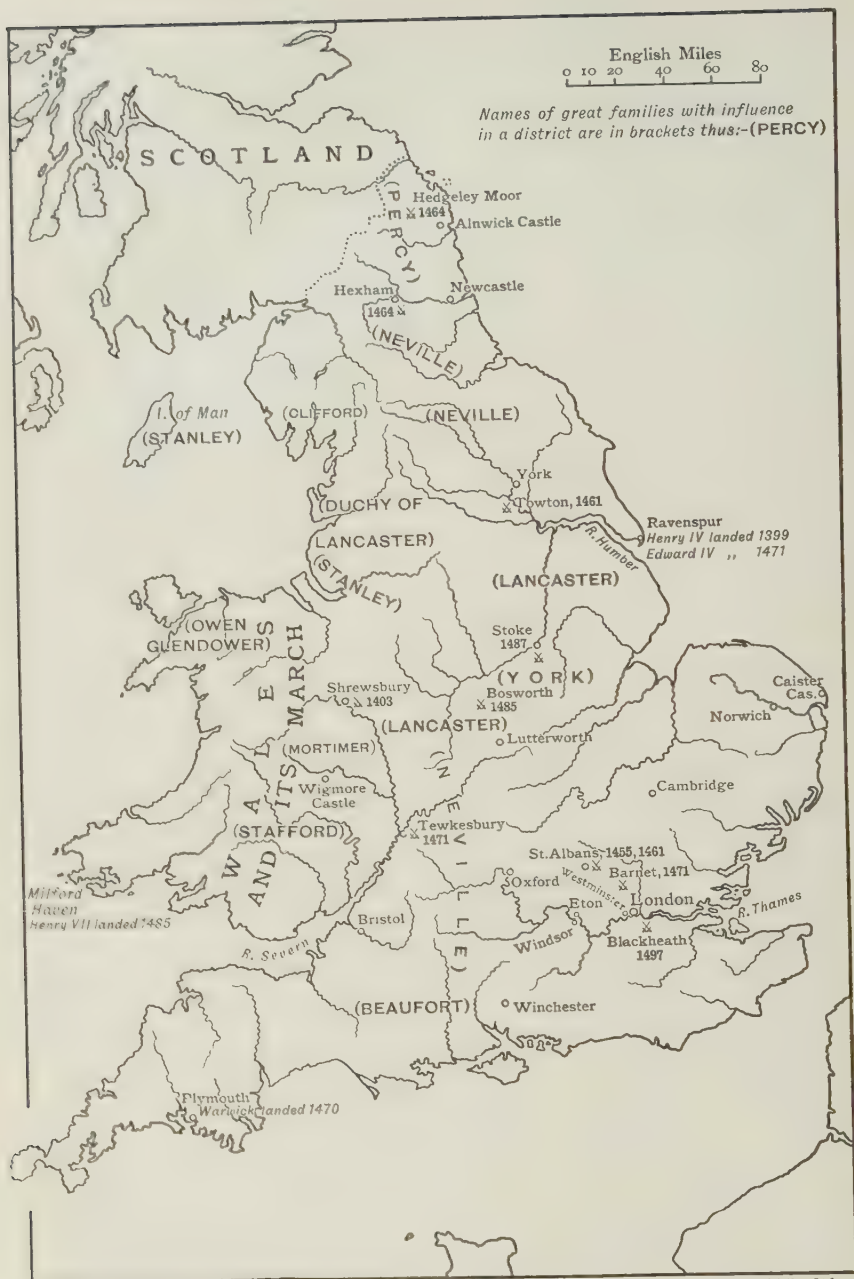 English Miles
0 10 20 40 60 80
Names of great families with influence
in a district are in brackets thus:-(PERCY)
SCOTLAND
(PERCY)
Hedgeley Moor
1464
Alnwick Castle
Hexham
1464
Newcastle
(NEVILLE)
I. of Man
(STANLEY)
(CLIFFORD)
(NEVILLE)
York
Towton, 1461
(DUCHY OF
LANCASTER)
(STANLEY)
R. Humber
Ravenspur
Henry IV landed 1399
Edward IV „ 1471
(LANCASTER)
(OWEN
GLENDOWER)
WALES
AND ITS MARCH
Stoke
1487
(YORK)
Shrewsbury
1403
Bosworth
1485
(LANCASTER)
Lutterworth
Caister
Cas.
Norwich
(MORTIMER)
Wigmore
Castle
(NEVILLE)
Cambridge
(STAFFORD)
Tewkesbury
1471
St. Albans, 1455, 1461
Barnet, 1471
Oxford
Westminster
London
Eton
Windsor
R. Thames
Blackheath
1497
Milford
Haven
Henry VII landed 1485
Bristol
R. Severn
(BEAUFORT)
Winchester
Plymouth
Warwick landed 1470